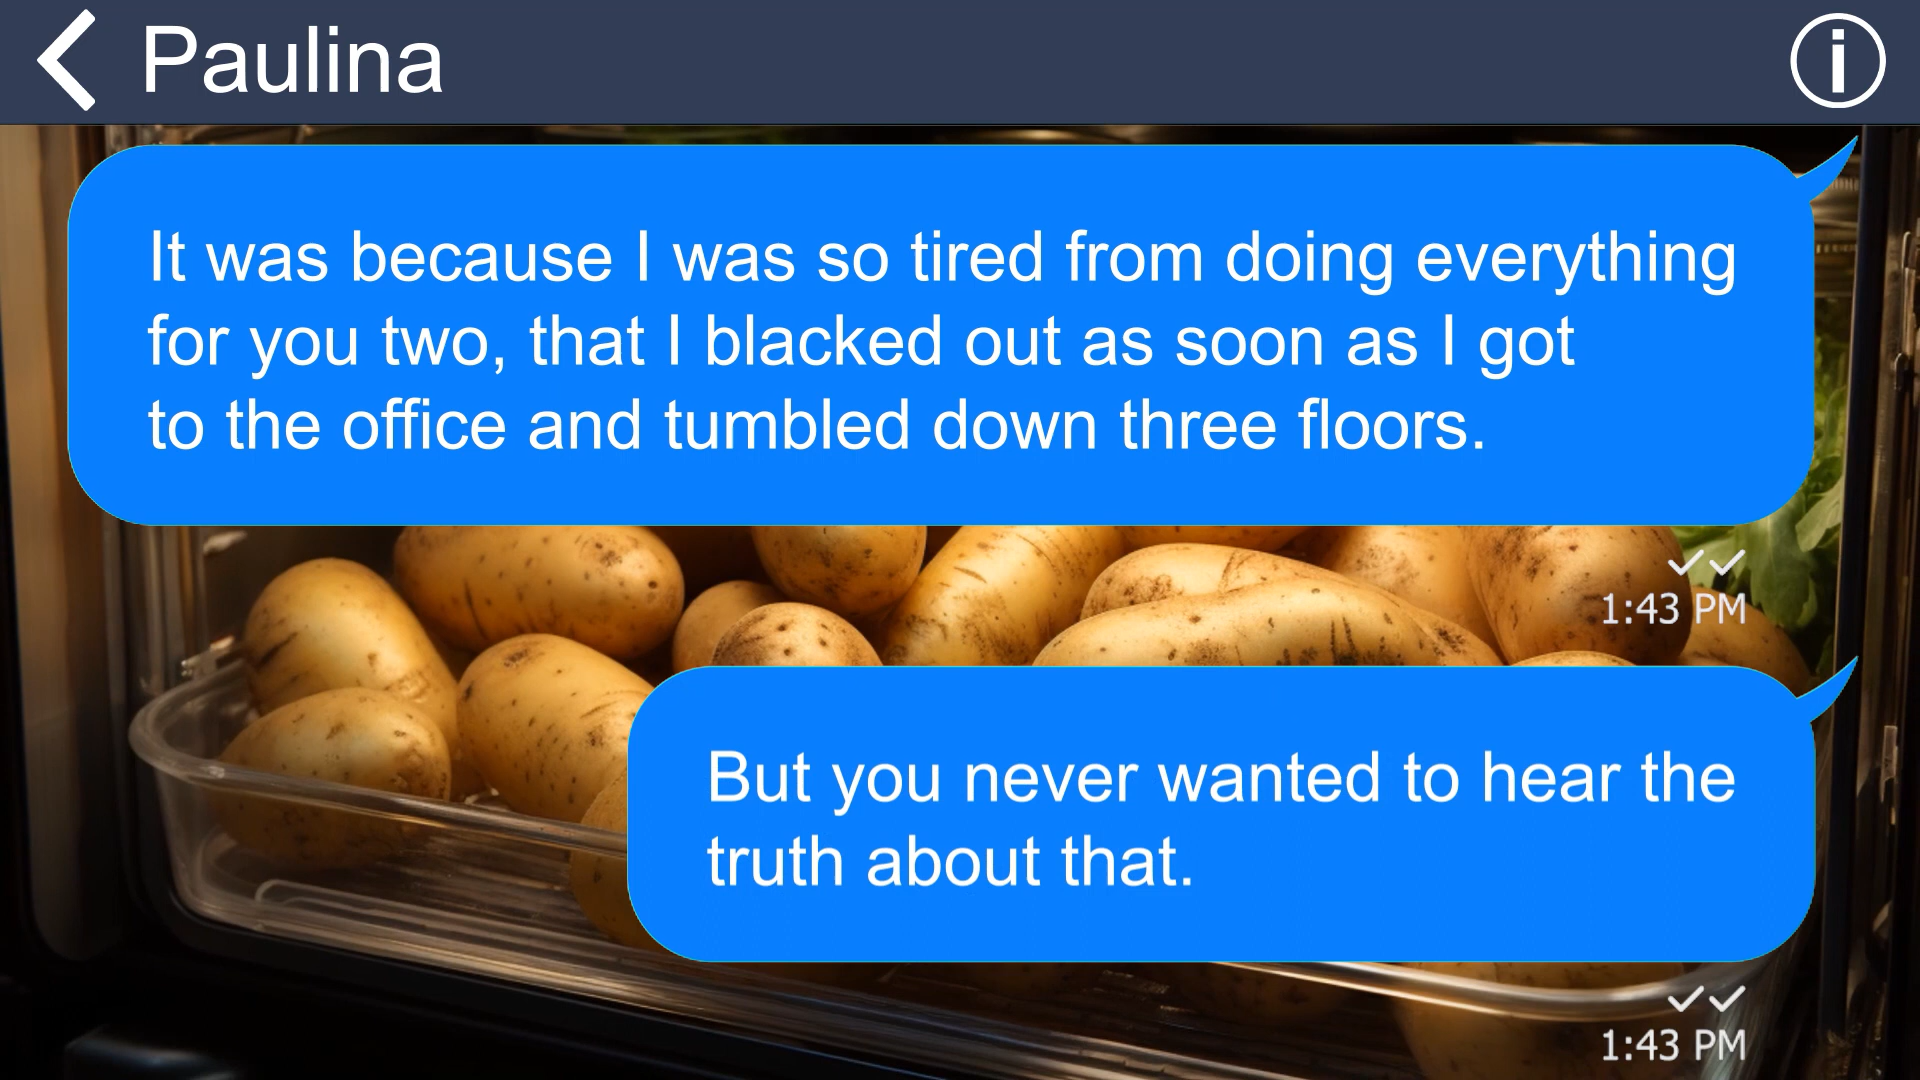 Paulina
It was because I was so tired from doing everything
for you two, that I blacked out as soon as I got
to the office and tumbled down three floors.
1:43 PM
But you never wanted to hear the
truth about that.
1:43 PM